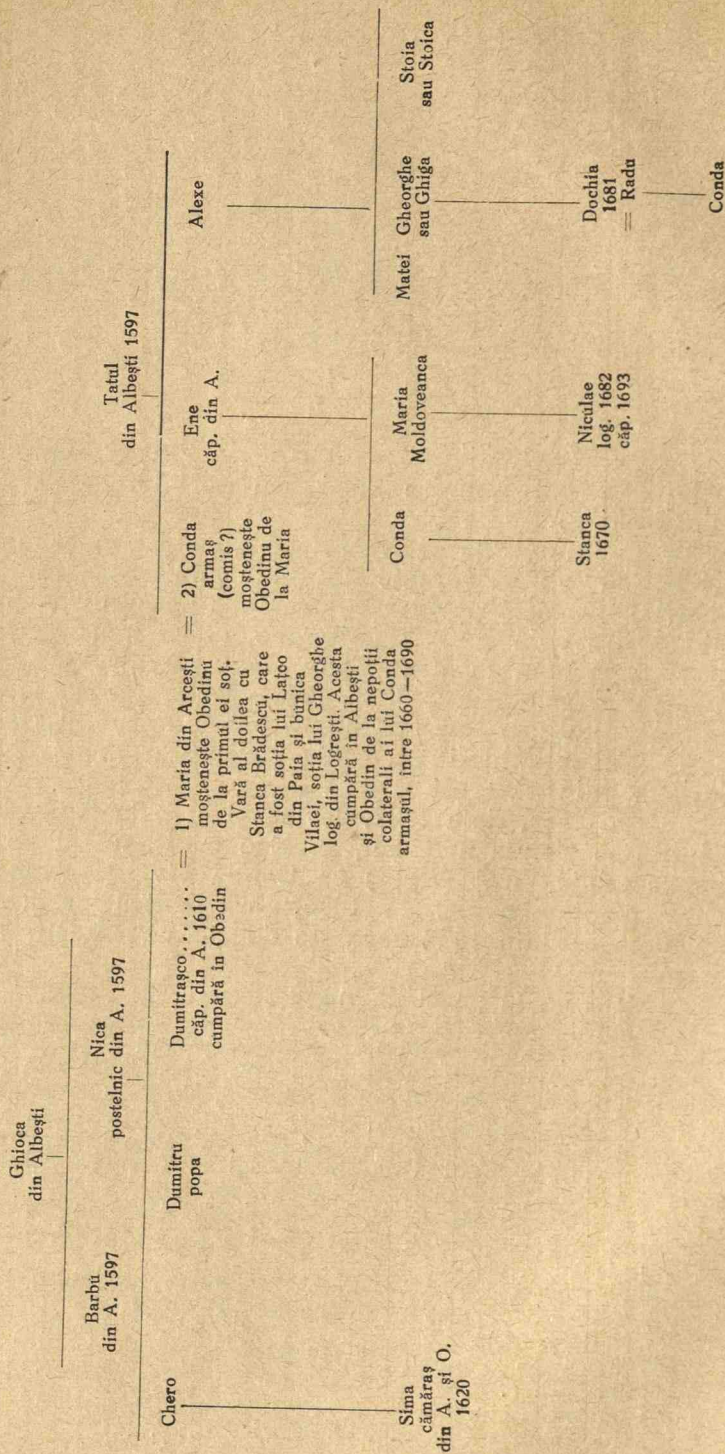 Ghioca
din Albești
Barbu
din A. 1597
Nica
postelnic din A. 1597
Tatul
din Albești 1597
Chero
Dumitru
popa
Dumitrașco........
căp. din A. 1610
cumpără în Obedin
=
1) Maria din Arcești
moștenește Obedinu
de la primul ei soț.
Vară al doilea cu
Stanca Brădescu, care
a fost soția lui Lațco
din Paia și bunica
Vilaei, soția lui Gheorghe
log. din Logrești. Acesta
cumpără în Albești
și Obedin de la nepoții
colaterali ai lui Conda
armașul, între 1660—1690
=
2) Conda
armaș
(comis ?)
moștenește
Obedinu de
la Maria
Ene
căp. din A.
Alexe
Sima
cămăraș
din A. și O.
1620
Conda
Maria
Moldoveanca
Matei
Gheorghe
sau Ghiga
Stoia
sau Stoica
Stanca
1670
Niculae
log. 1682
căp. 1693
Dochia
1681
= Radu
Conda